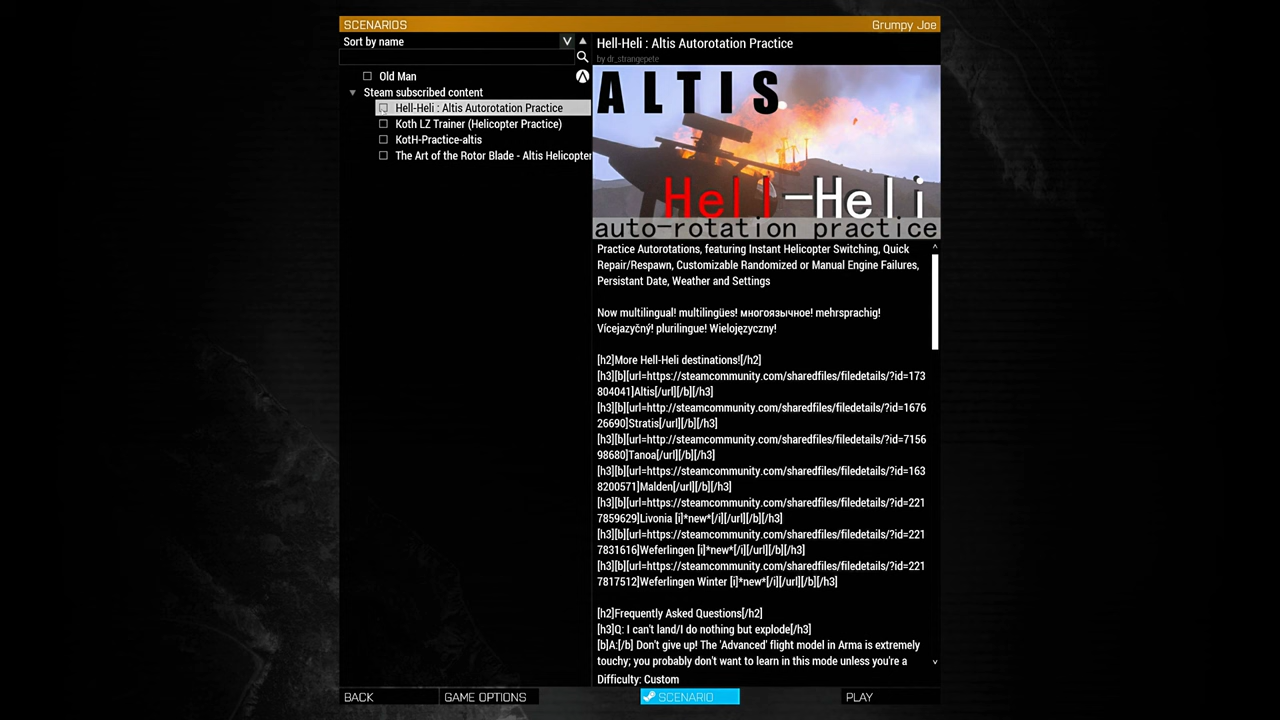 SCENARIOS
Grumpy Joe
Sort by name
Old Man
Steam subscribed content
Hell-Heli : Altis Autorotation Practice
Koth LZ Trainer (Helicopter Practice)
KotH-Practice-altis
The Art of the Rotor Blade - Altis Helicopter
Hell-Heli : Altis Autorotation Practice
by dr_strangepete
ALTIS
Hell-Heli
auto-rotation practice
Practice Autorotations, featuring Instant Helicopter Switching, Quick
Repair/Respawn, Customizable Randomized or Manual Engine Failures,
Persistant Date, Weather and Settings
Now multilingual! multilingües! многоязычное! mehrsprachig!
Vícejazyčný! plurilingue! Wielojęzyczny!
[h2]More Hell-Heli destinations![/h2]
[h3][b][url=https://steamcommunity.com/sharedfiles/filedetails/?id=173
804041]Altis[/url][/b][/h3]
[h3][b][url=http://steamcommunity.com/sharedfiles/filedetails/?id=1676
26690]Stratis[/url][/b][/h3]
[h3][b][url=http://steamcommunity.com/sharedfiles/filedetails/?id=7156
98680]Tanoa[/url][/b][/h3]
[h3][b][url=https://steamcommunity.com/sharedfiles/filedetails/?id=163
8200571]Malden[/url][/b][/h3]
[h3][b][url=https://steamcommunity.com/sharedfiles/filedetails/?id=221
7859629]Livonia [i]*new*[/i][/url][/b][/h3]
[h3][b][url=https://steamcommunity.com/sharedfiles/filedetails/?id=221
7831616]Weferlingen [i]*new*[/i][/url][/b][/h3]
[h3][b][url=https://steamcommunity.com/sharedfiles/filedetails/?id=221
7817512]Weferlingen Winter [i]*new*[/i][/url][/b][/h3]
[h2]Frequently Asked Questions[/h2]
[h3]Q: I can't land/I do nothing but explode[/h3]
[b]A:[/b] Don't give up! The 'Advanced' flight model in Arma is extremely
touchy; you probably don't want to learn in this mode unless you're a
Difficulty: Custom
BACK
GAME OPTIONS
SCENARIO
PLAY